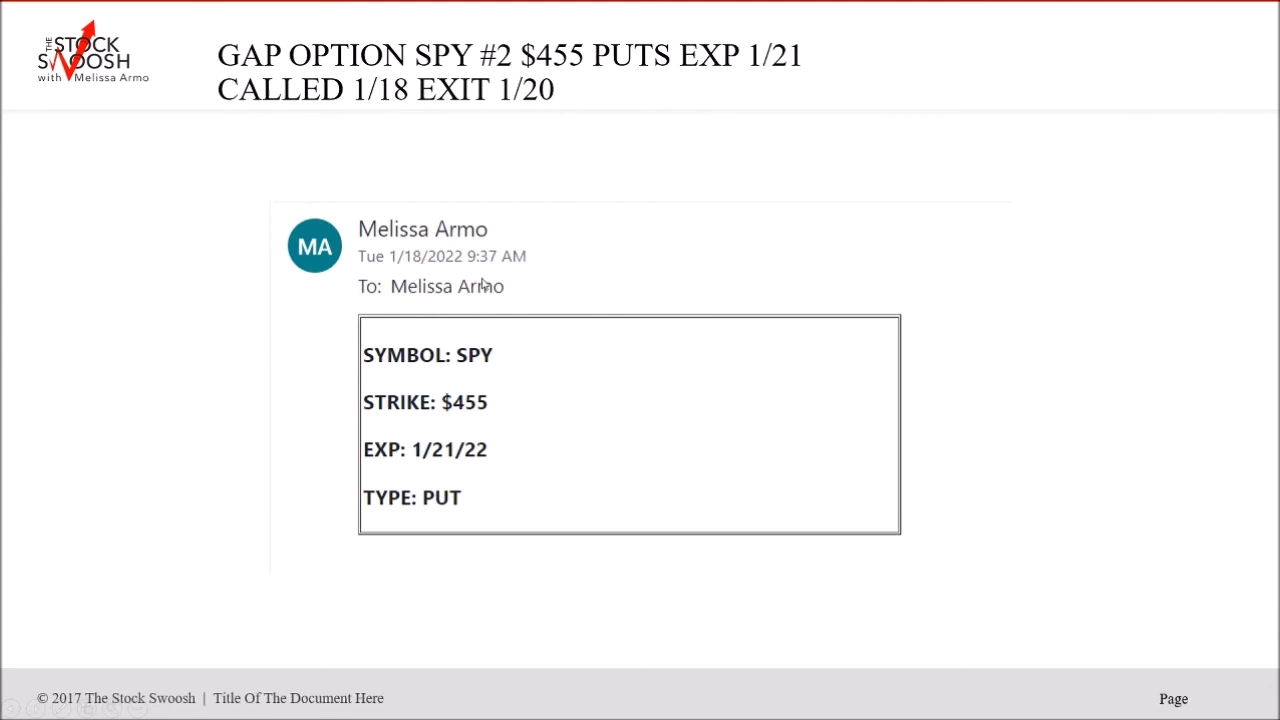 THE STOCK
SWOOSH
with Melissa Armo
GAP OPTION SPY #2 $455 PUTS EXP 1/21
CALLED 1/18 EXIT 1/20
MA
Melissa Armo
Tue 1/18/2022 9:37 AM
To: Melissa Armo
SYMBOL: SPY
STRIKE: $455
EXP: 1/21/22
TYPE: PUT
© 2017 The Stock Swoosh | Title Of The Document Here
Page